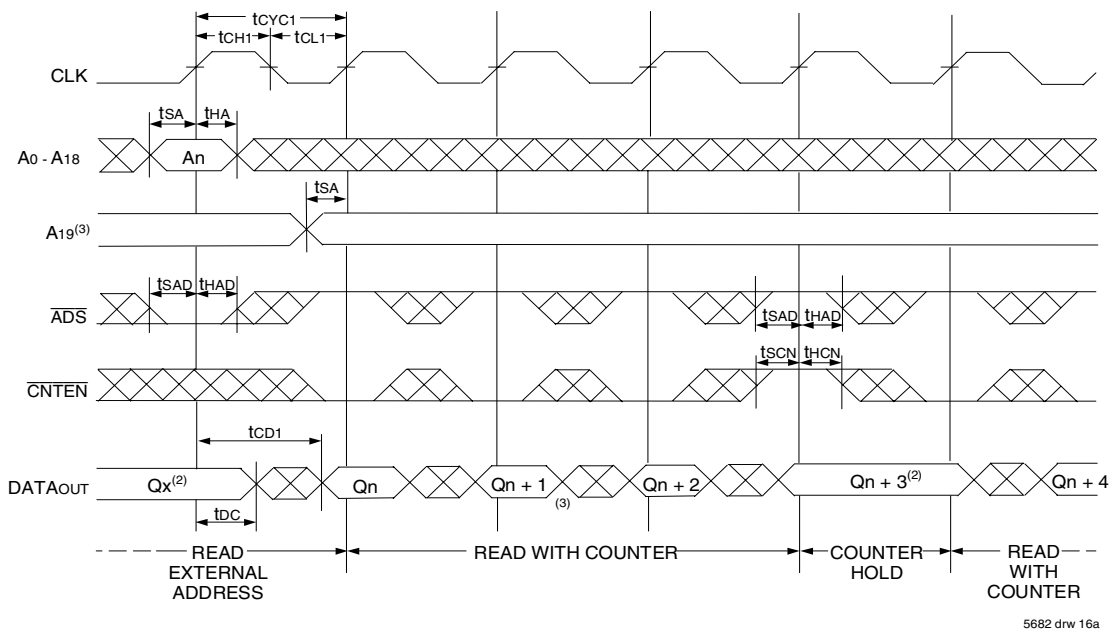 tCYC1
tCH1 tCL1
CLK
tSA tHA
A0 - A18 An
tSA
A19(3)
tSAD tHAD
ADS
tSAD tHAD
tSCN tHCN
CNTEN
tCD1
DATAOUT Qx(2) Qn Qn + 1 (3) Qn + 2 Qn + 3(2) Qn + 4
tDC
READ EXTERNAL ADDRESS
READ WITH COUNTER
COUNTER HOLD
READ WITH COUNTER
5682 drw 16a